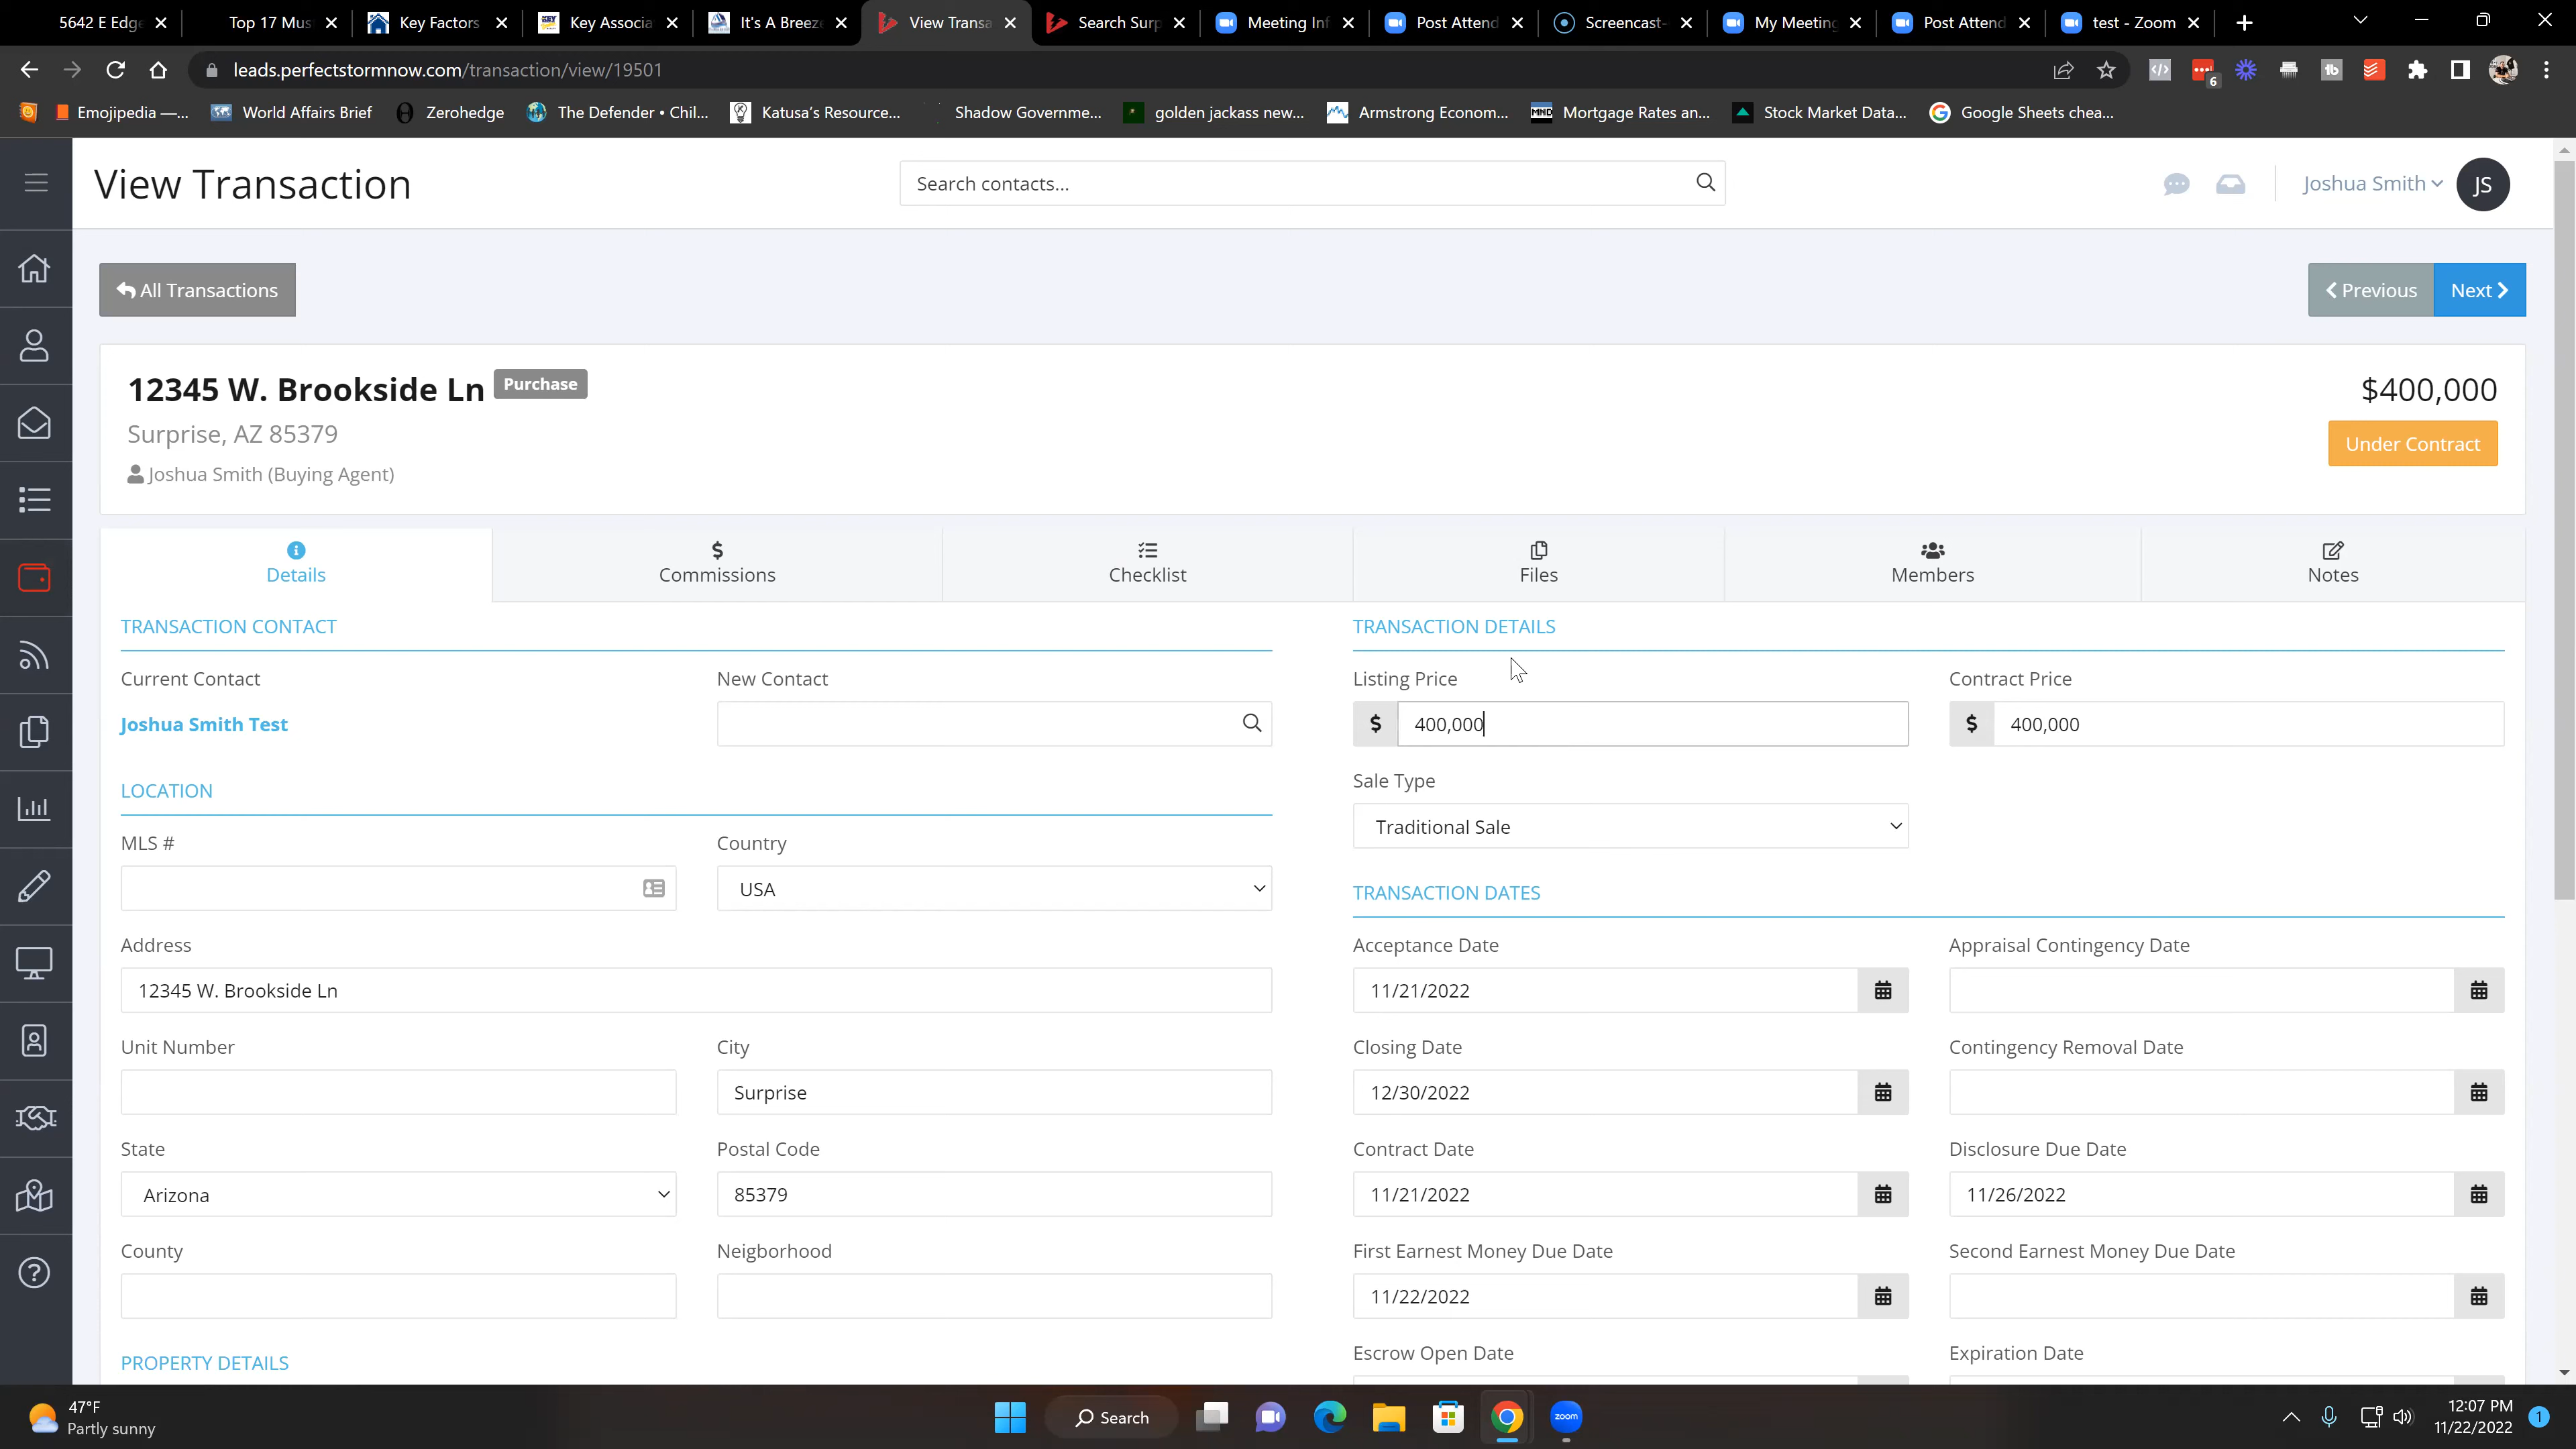 5642 E Edge
Top 17 Mus
Key Factors
Key Associa
It's A Breeze
View Transa
Search Surp
Meeting Inf
Post Attend
Screencast-
My Meeting
Post Attend
test - Zoom
leads.perfectstormnow.com/transaction/view/19501
6
Emojipedia —...
World Affairs Brief
Zerohedge
The Defender • Chil...
Katusa's Resource...
Shadow Governme...
golden jackass new...
Armstrong Econom...
MND
Mortgage Rates an...
Stock Market Data...
Google Sheets chea...
View Transaction
Search contacts...
Joshua Smith
JS
All Transactions
Previous
Next
12345 W. Brookside Ln
Purchase
$400,000
Surprise, AZ 85379
Under Contract
Joshua Smith (Buying Agent)
Details
Commissions
Checklist
Files
Members
Notes
TRANSACTION CONTACT
Current Contact
New Contact
Joshua Smith Test
LOCATION
MLS #
Country
USA
Address
12345 W. Brookside Ln
Unit Number
City
Surprise
State
Postal Code
Arizona
85379
County
Neigborhood
PROPERTY DETAILS
TRANSACTION DETAILS
Listing Price
Contract Price
$ 400,000
$ 400,000
Sale Type
Traditional Sale
TRANSACTION DATES
Acceptance Date
Appraisal Contingency Date
11/21/2022
Closing Date
Contingency Removal Date
12/30/2022
Contract Date
Disclosure Due Date
11/21/2022
11/26/2022
First Earnest Money Due Date
Second Earnest Money Due Date
11/22/2022
Escrow Open Date
Expiration Date
47°F
Partly sunny
Search
zoom
12:07 PM
11/22/2022
1